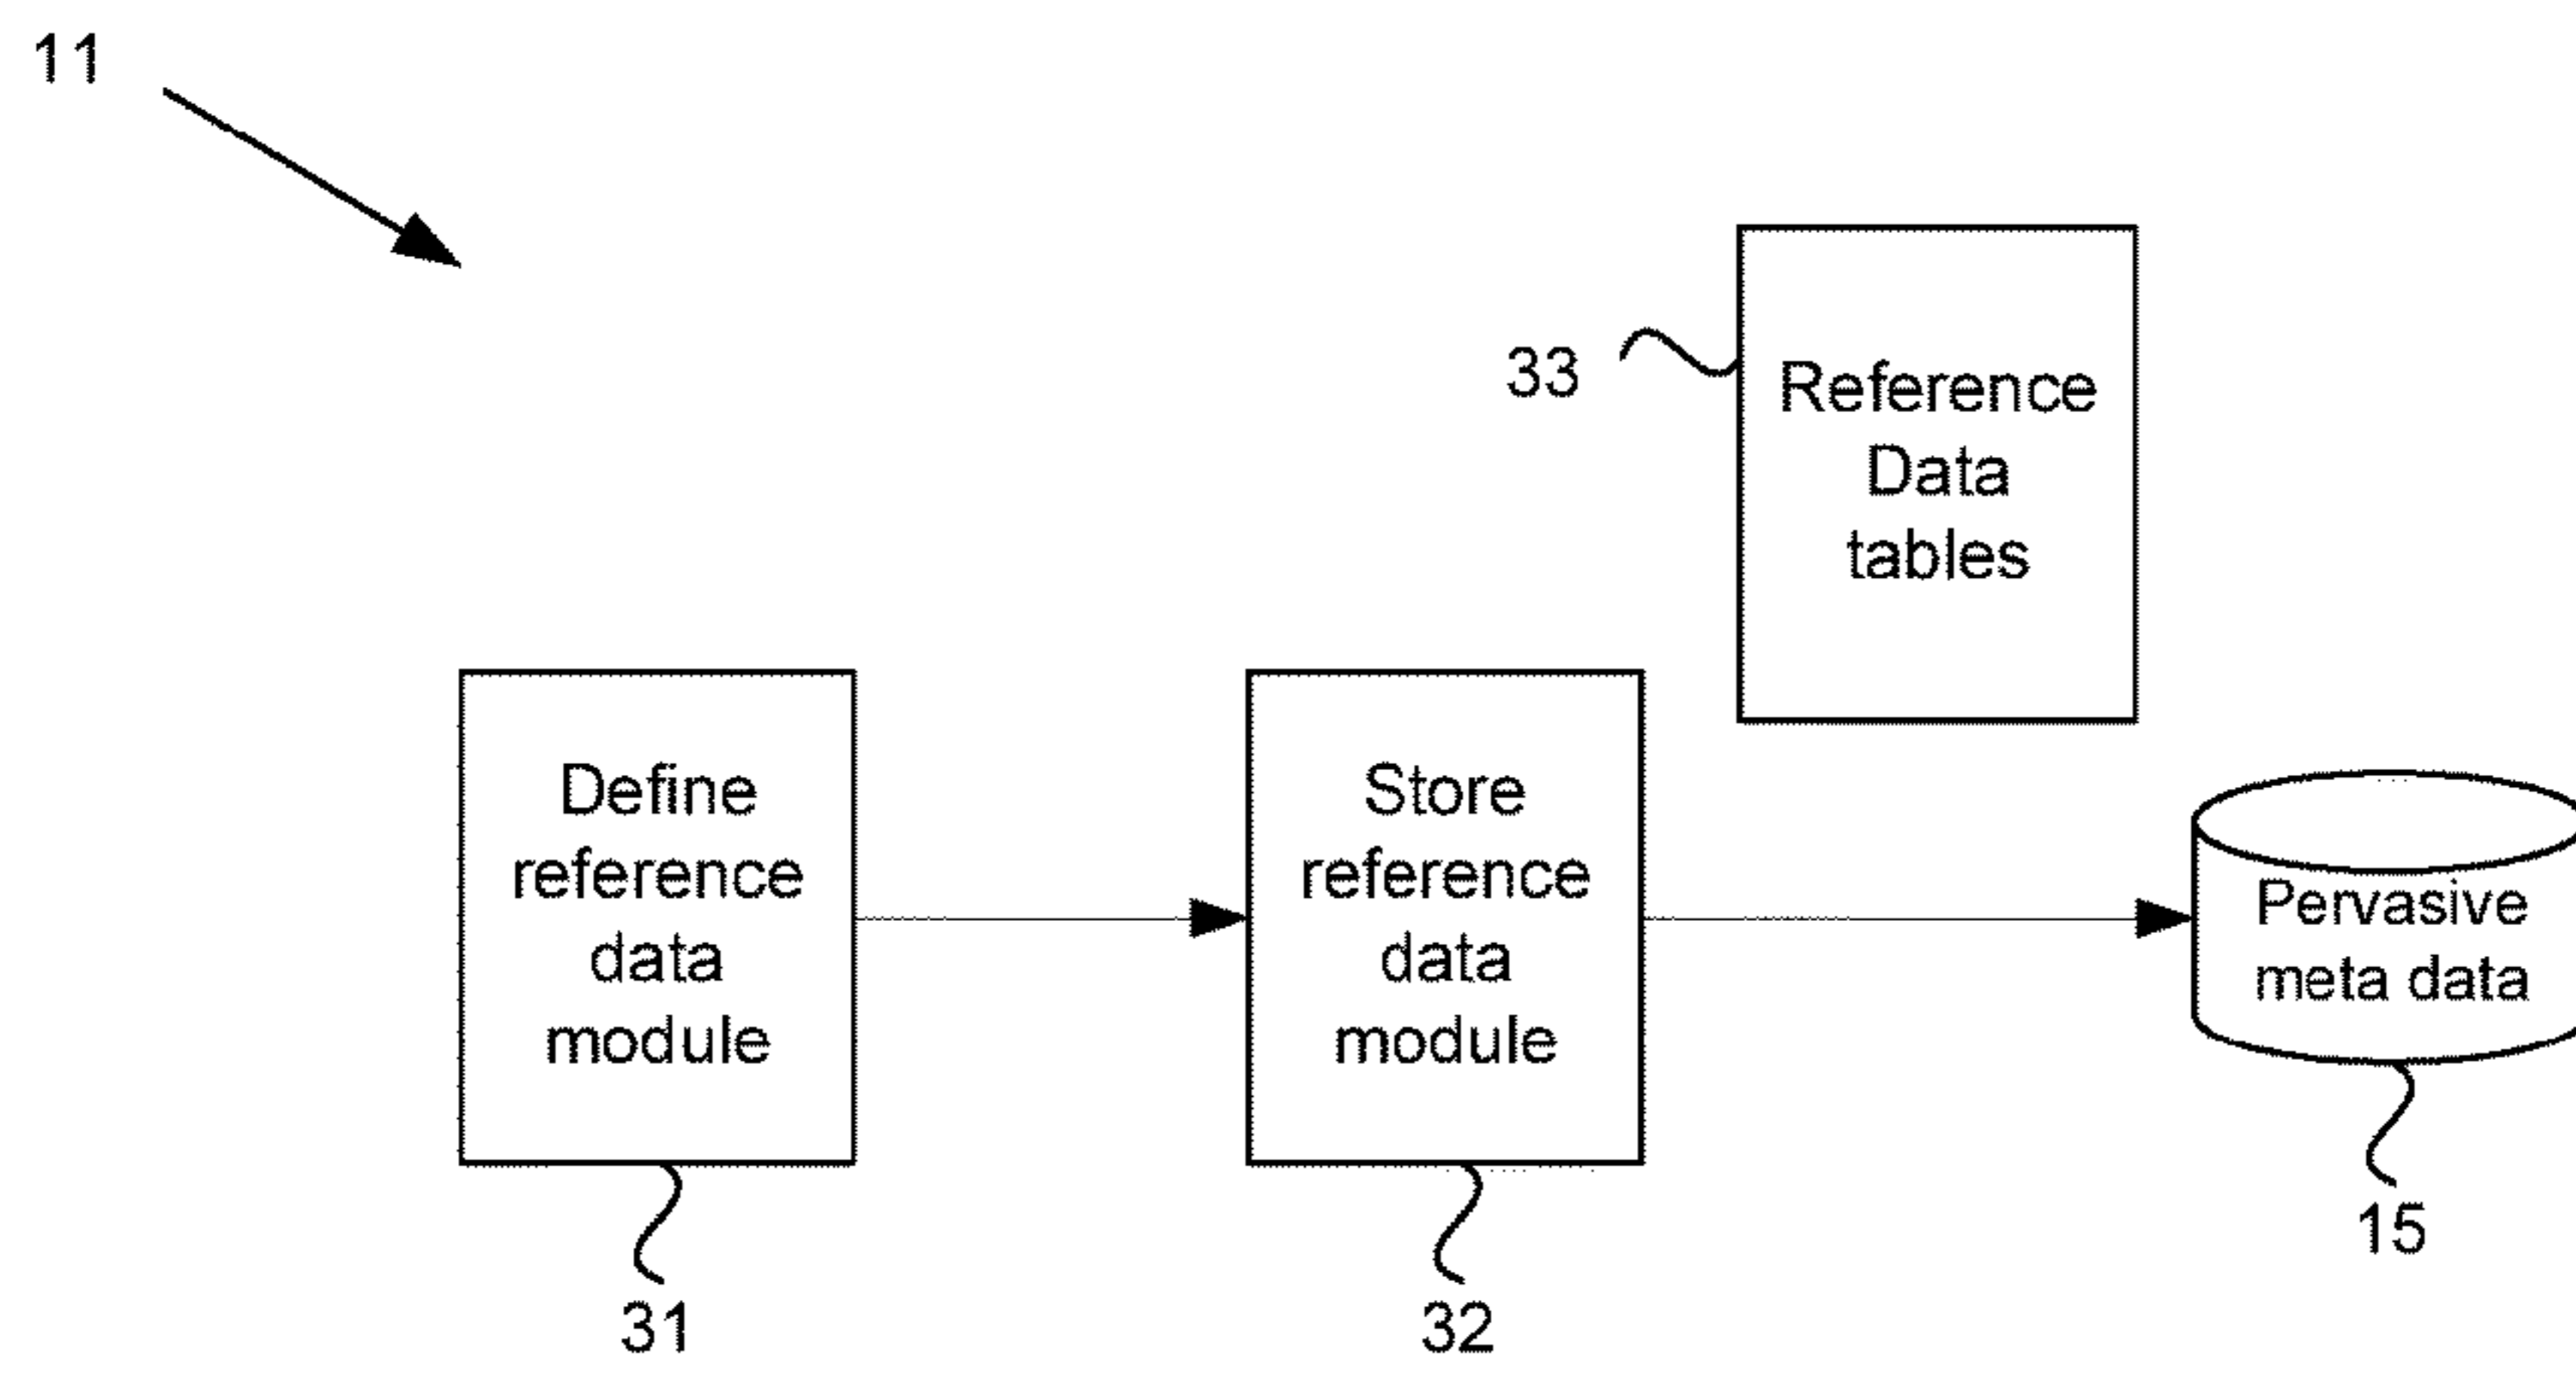 11
33
Reference
Data
tables
Define
reference
data
module
Store
reference
data
module
Pervasive
meta data
15
31
32